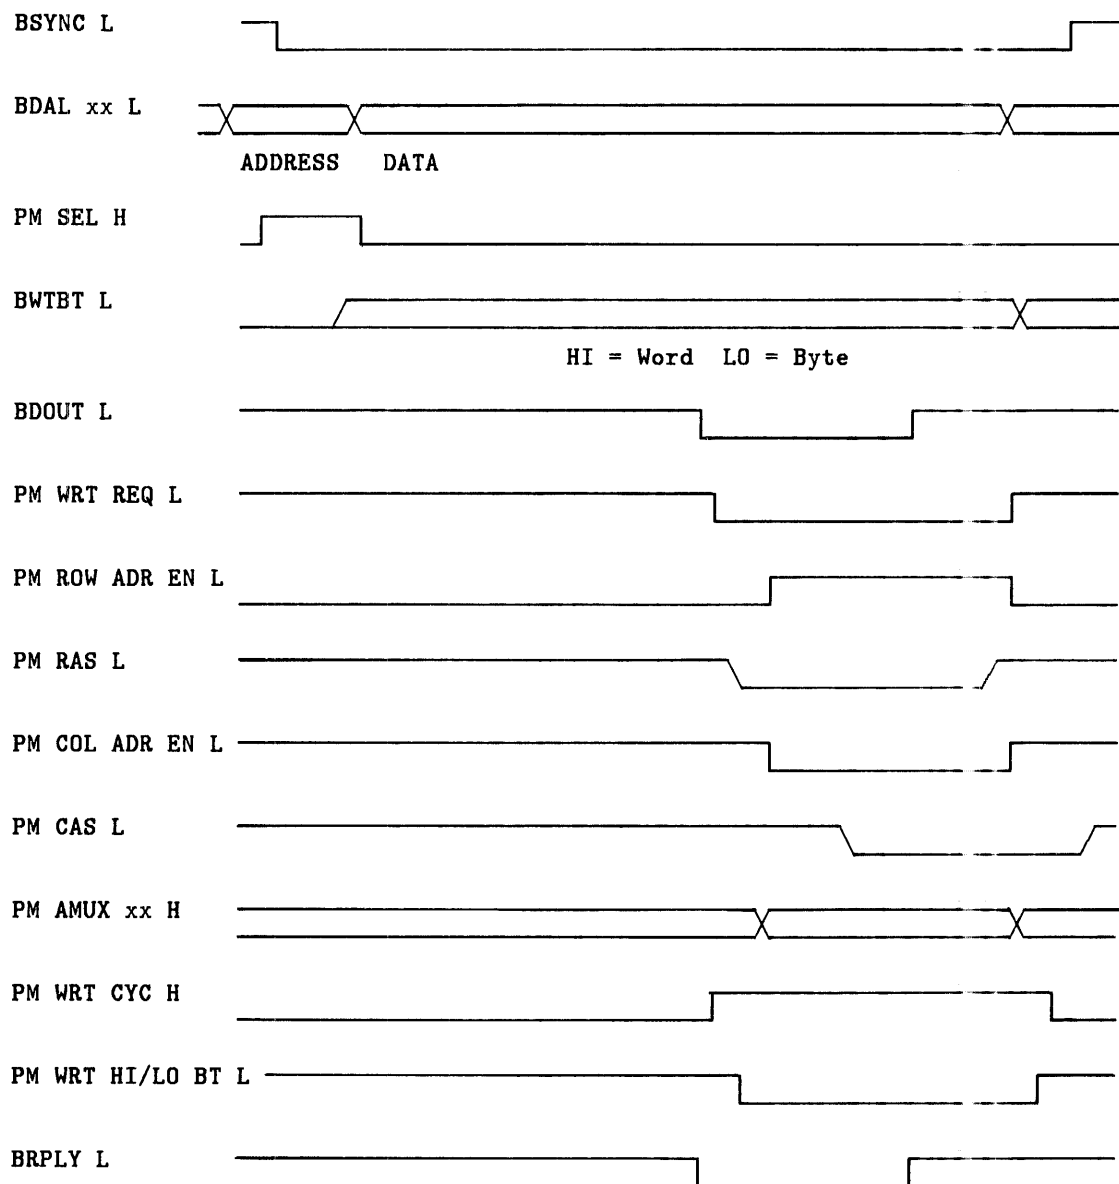 BSYNC L
BDAL xx L
ADDRESS DATA
PM SEL H
BWTBT L
HI = Word LO = Byte
BDOUT L
PM WRT REQ L
PM ROW ADR EN L
PM RAS L
PM COL ADR EN L
PM CAS L
PM AMUX xx H
PM WRT CYC H
PM WRT HI/LO BT L
BRPLY L